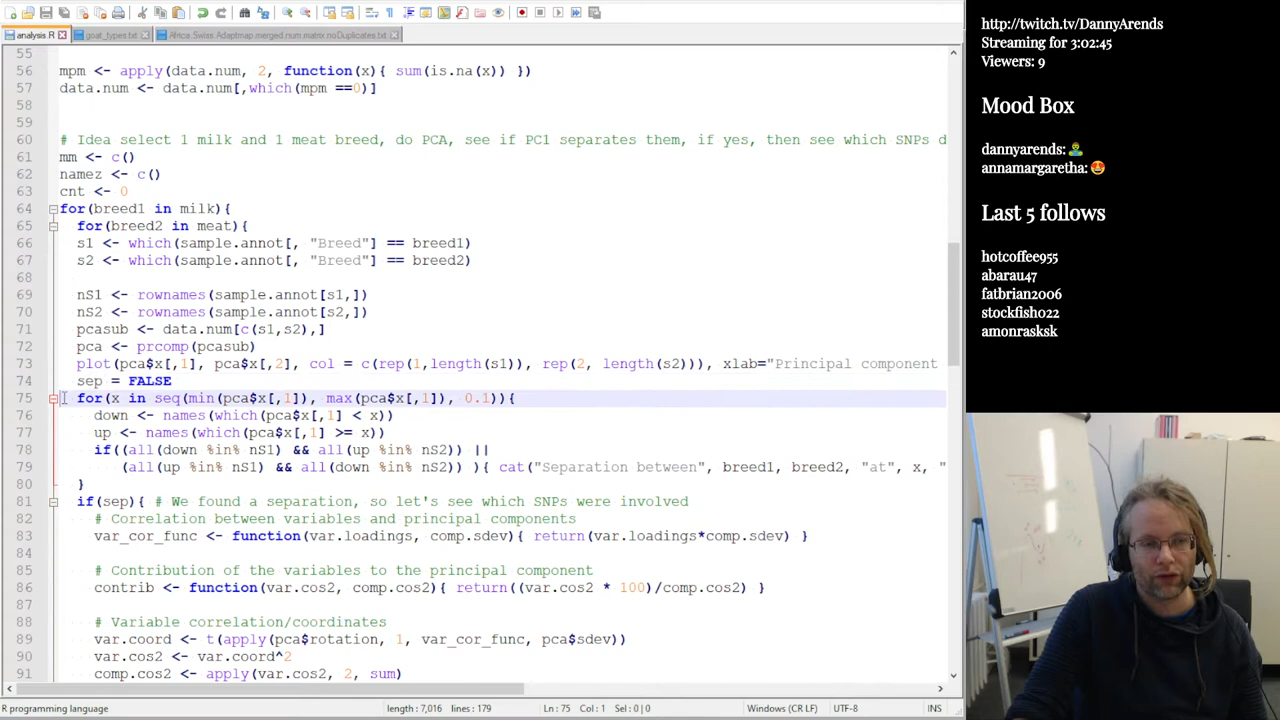 analysis.R
goat_types.txt
Africa.Swiss.Adaptmap.merged.num.matrix.noDuplicates.txt
55
56 mpm <- apply(data.num, 2, function(x){ sum(is.na(x)) })
57 data.num <- data.num[,which(mpm ==0)]
58
59
60 # Idea select 1 milk and 1 meat breed, do PCA, see if PC1 separates them, if yes, then see which SNPs d
61 mm <- c()
62 namez <- c()
63 cnt <- 0
64 for(breed1 in milk){
65 for(breed2 in meat){
66 s1 <- which(sample.annot[, "Breed"] == breed1)
67 s2 <- which(sample.annot[, "Breed"] == breed2)
68
69 nS1 <- rownames(sample.annot[s1,])
70 nS2 <- rownames(sample.annot[s2,])
71 pcasub <- data.num[c(s1,s2),]
72 pca <- prcomp(pcasub)
73 plot(pca$x[,1], pca$x[,2], col = c(rep(1,length(s1)), rep(2, length(s2))), xlab="Principal component
74 sep = FALSE
75 for(x in seq(min(pca$x[,1]), max(pca$x[,1]), 0.1)){
76 down <- names(which(pca$x[,1] < x))
77 up <- names(which(pca$x[,1] >= x))
78 if((all(down %in% nS1) && all(up %in% nS2)) ||
79 (all(up %in% nS1) && all(down %in% nS2)) ){ cat("Separation between", breed1, breed2, "at", x, "
80 }
81 if(sep){ # We found a separation, so let's see which SNPs were involved
82 # Correlation between variables and principal components
83 var_cor_func <- function(var.loadings, comp.sdev){ return(var.loadings*comp.sdev) }
84
85 # Contribution of the variables to the principal component
86 contrib <- function(var.cos2, comp.cos2){ return((var.cos2 * 100)/comp.cos2) }
87
88 # Variable correlation/coordinates
89 var.coord <- t(apply(pca$rotation, 1, var_cor_func, pca$sdev))
90 var.cos2 <- var.coord^2
91 comp.cos2 <- apply(var.cos2, 2, sum)
R programming language length : 7,016 lines : 179 Ln : 75 Col : 1 Sel : 0 | 0 Windows (CR LF) UTF-8 INS
http://twitch.tv/DannyArends
Streaming for 3:02:45
Viewers: 9
Mood Box
dannyarends:
annamargaretha:
Last 5 follows
hotcoffee955
abarau47
fatbrian2006
stockfish022
amonrasksk